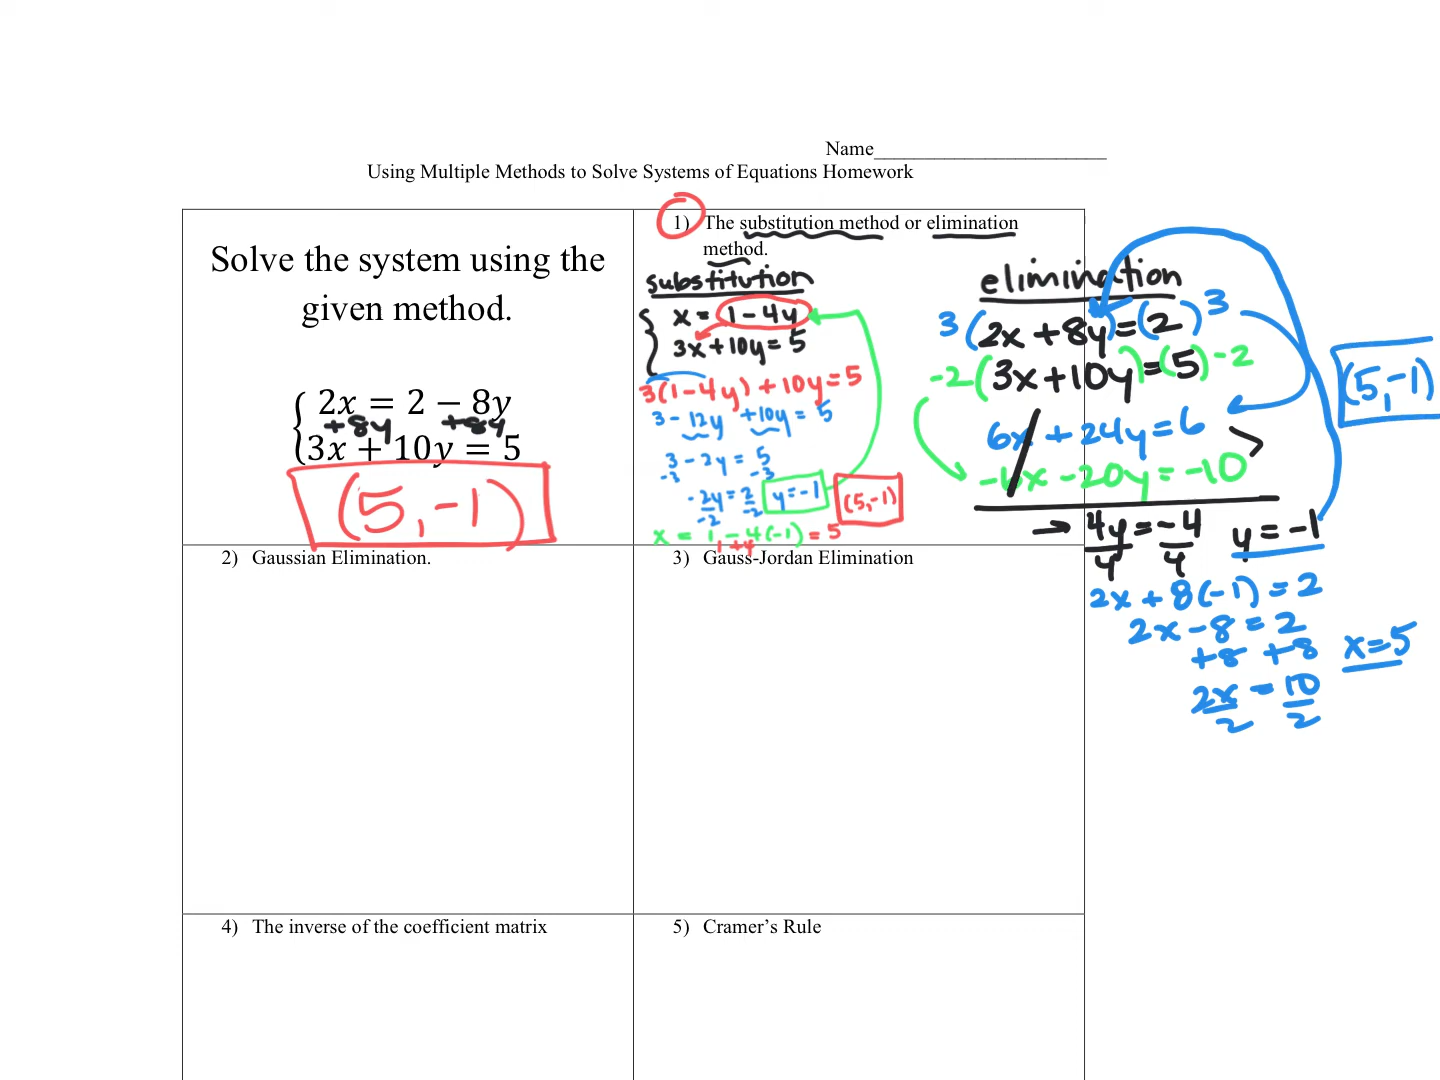 Name________________________
Using Multiple Methods to Solve Systems of Equations Homework
Solve the system using the
given method.
2x = 2 − 8y
+8y +8y
3x + 10y = 5
(5,-1)
1) The substitution method or elimination
method.
substitution
x = 1-4y
3x+10y=5
3(1-4y)+10y=5
3-12y+10y=5
3-2y=5
-3 -3
-2y=2
-2 -2
y=-1
(5,-1)
x = 1-4(-1)=5
1+4
elimination
3(2x+8y)=(2)3
-2(3x+10y)=(5)-2
6x+24y=6
-6x-20y=-10
4y=-4
4 4
y=-1
2x+8(-1)=2
2x-8=2
+8 +8
2x=10
2 2
x=5
(5,-1)
2) Gaussian Elimination.
3) Gauss-Jordan Elimination
4) The inverse of the coefficient matrix
5) Cramer’s Rule